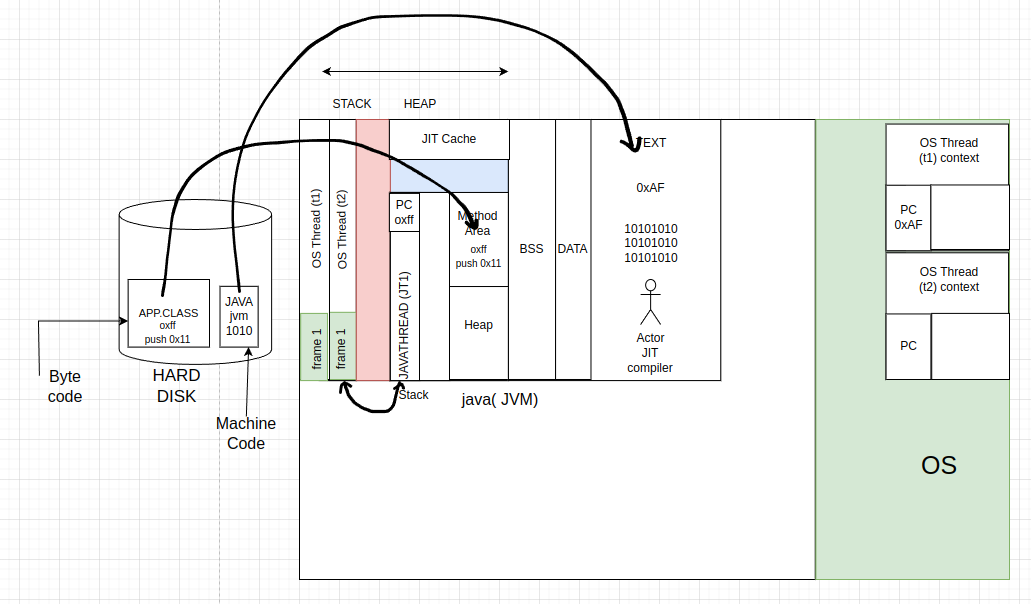 STACK
HEAP
JIT Cache
TEXT
0xAF
10101010
10101010
10101010
Actor
JIT
compiler
OS Thread (t1)
OS Thread (t2)
frame 1
frame 1
PC
oxff
JAVATHREAD (JT1)
Stack
Method
Area
oxff
push 0x11
Heap
BSS
DATA
java( JVM)
APP.CLASS
oxff
push 0x11
JAVA
jvm
1010
HARD
DISK
Byte
code
Machine
Code
OS Thread
(t1) context
PC
0xAF
OS Thread
(t2) context
PC
OS